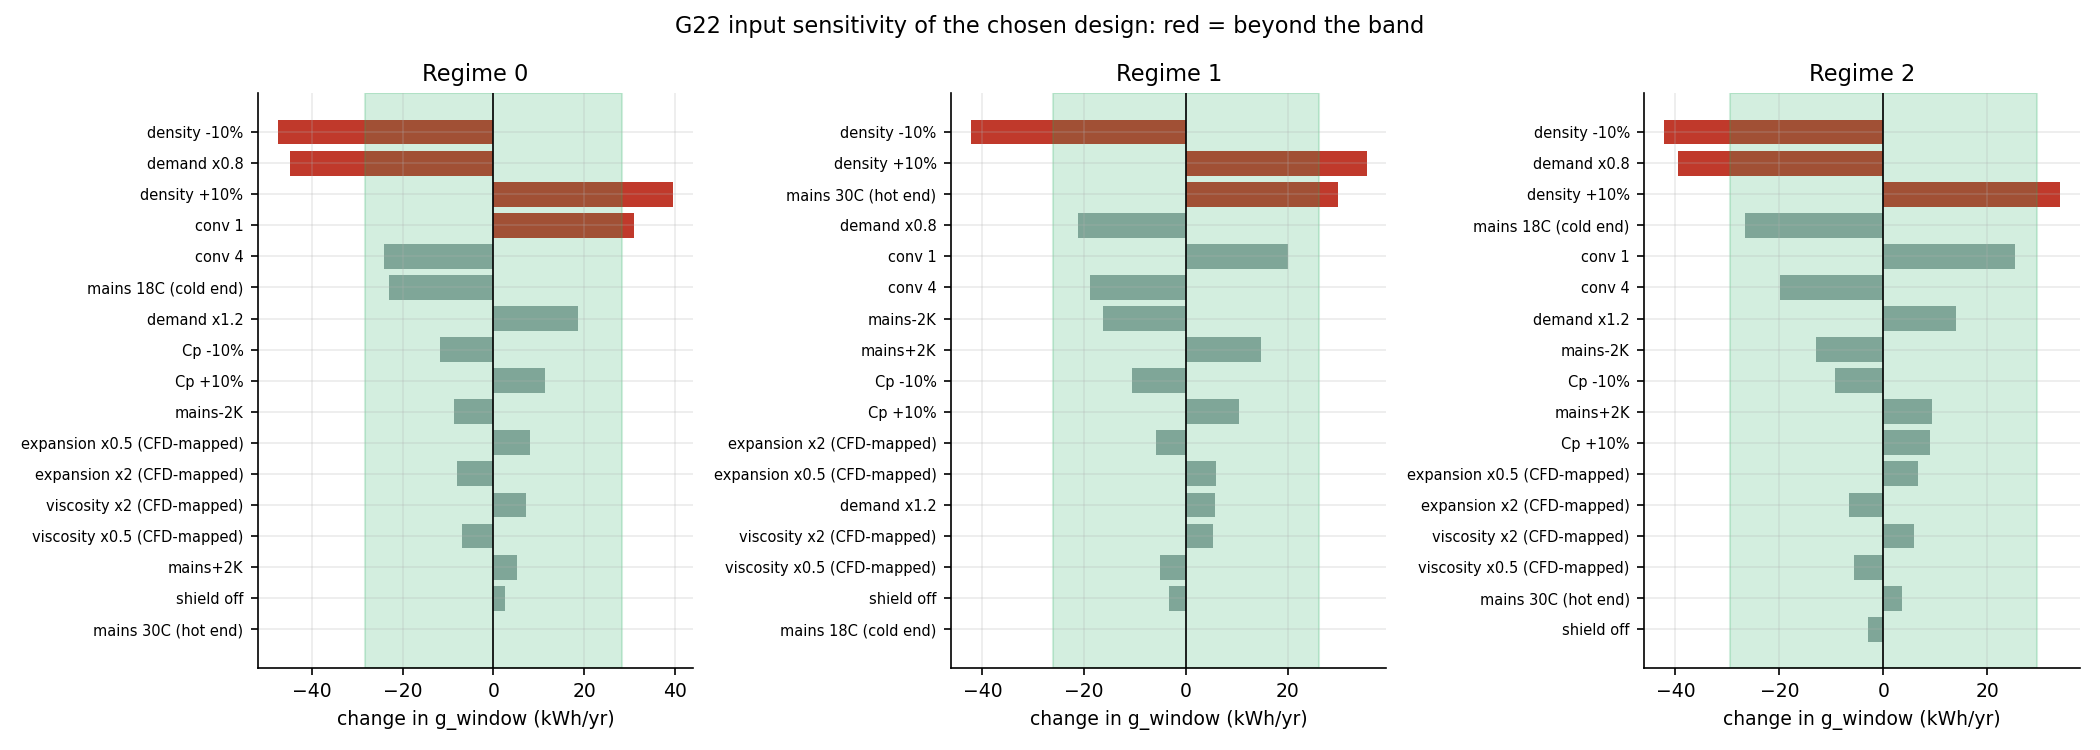 G22 input sensitivity of the chosen design: red = beyond the band
Regime 0
density -10%
demand x0.8
density +10%
conv 1
conv 4
mains 18C (cold end)
demand x1.2
Cp -10%
Cp +10%
mains-2K
expansion x0.5 (CFD-mapped)
expansion x2 (CFD-mapped)
viscosity x2 (CFD-mapped)
viscosity x0.5 (CFD-mapped)
mains+2K
shield off
mains 30C (hot end)
−40 −20 0 20 40
change in g_window (kWh/yr)
Regime 1
density -10%
density +10%
mains 30C (hot end)
demand x0.8
conv 1
conv 4
mains-2K
mains+2K
Cp -10%
Cp +10%
expansion x2 (CFD-mapped)
expansion x0.5 (CFD-mapped)
demand x1.2
viscosity x2 (CFD-mapped)
viscosity x0.5 (CFD-mapped)
shield off
mains 18C (cold end)
−40 −20 0 20
change in g_window (kWh/yr)
Regime 2
density -10%
demand x0.8
density +10%
mains 18C (cold end)
conv 1
conv 4
demand x1.2
mains-2K
Cp -10%
mains+2K
Cp +10%
expansion x0.5 (CFD-mapped)
expansion x2 (CFD-mapped)
viscosity x2 (CFD-mapped)
viscosity x0.5 (CFD-mapped)
mains 30C (hot end)
shield off
−40 −20 0 20
change in g_window (kWh/yr)